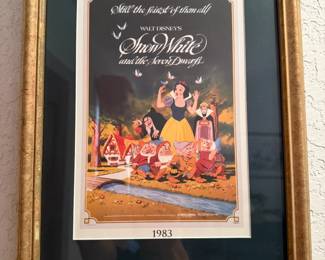 Still the fairest of them all!
WALT DISNEY'S
Snow White
and the Seven Dwarfs
1983